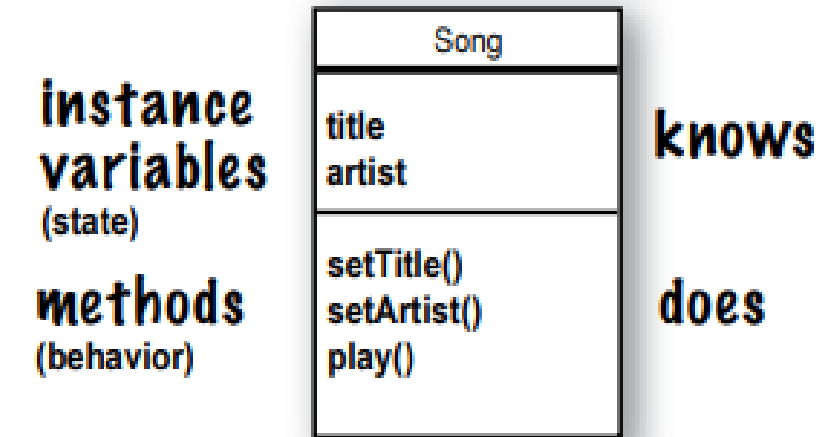 Song
instance
variables
(state)
title
artist
knows
methods
(behavior)
setTitle()
setArtist()
play()
does